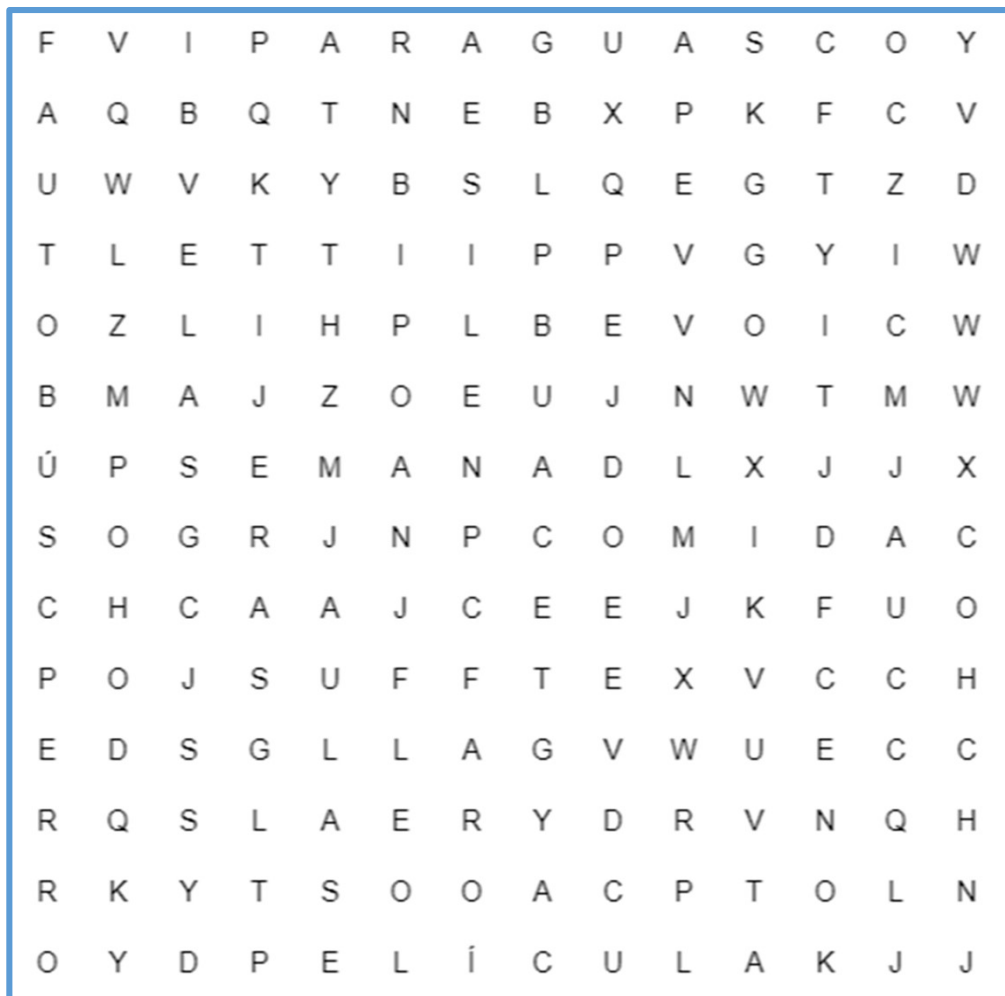 F V I P A R A G U A S C O Y
A Q B Q T N E B X P K F C V
U W V K Y B S L Q E G T Z D
T L E T T I I P P V G Y I W
O Z L I H P L B E V O I C W
B M A J Z O E U J N W T M W
Ú P S E M A N A D L X J J X
S O G R J N P C O M I D A C
C H C A A J C E E J K F U O
P O J S U F F T E X V C C H
E D S G L L A G V W U E C C
R Q S L A E R Y D R V N Q H
R K Y T S O O A C P T O L N
O Y D P E L Í C U L A K J J